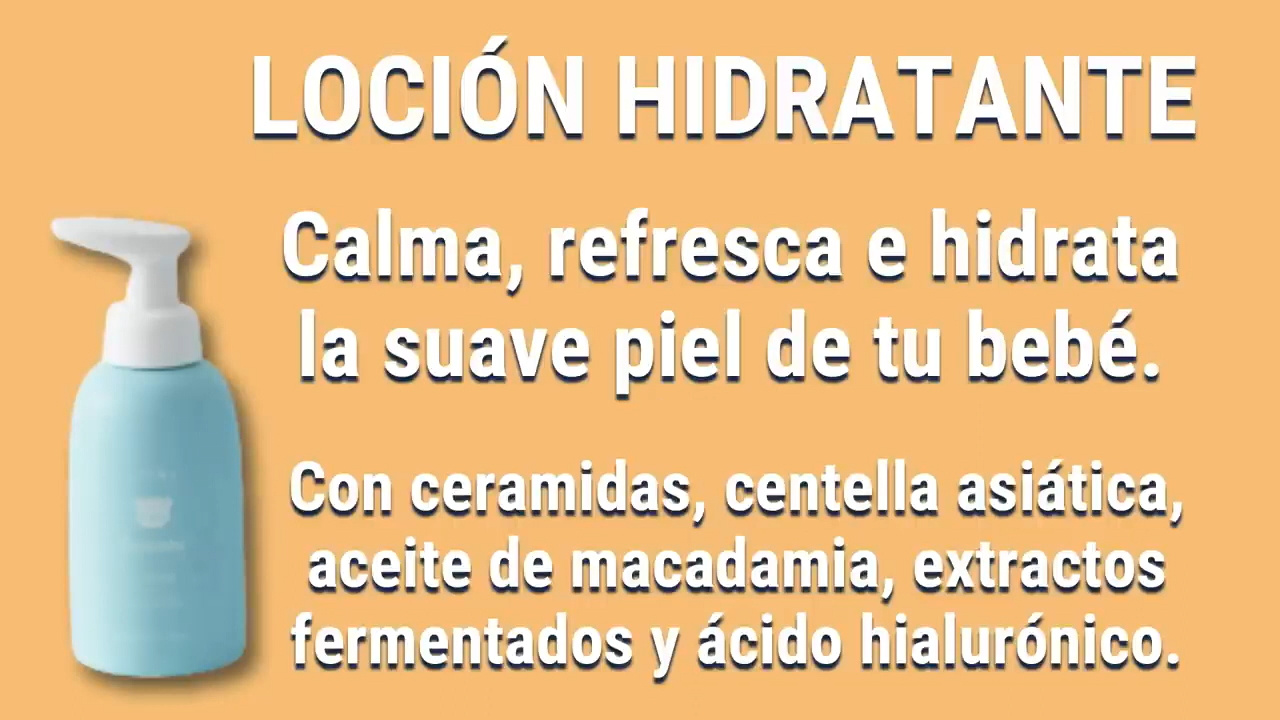 LOCIÓN HIDRATANTE
Calma, refresca e hidrata
la suave piel de tu bebé.
Con ceramidas, centella asiática,
aceite de macadamia, extractos
fermentados y ácido hialurónico.